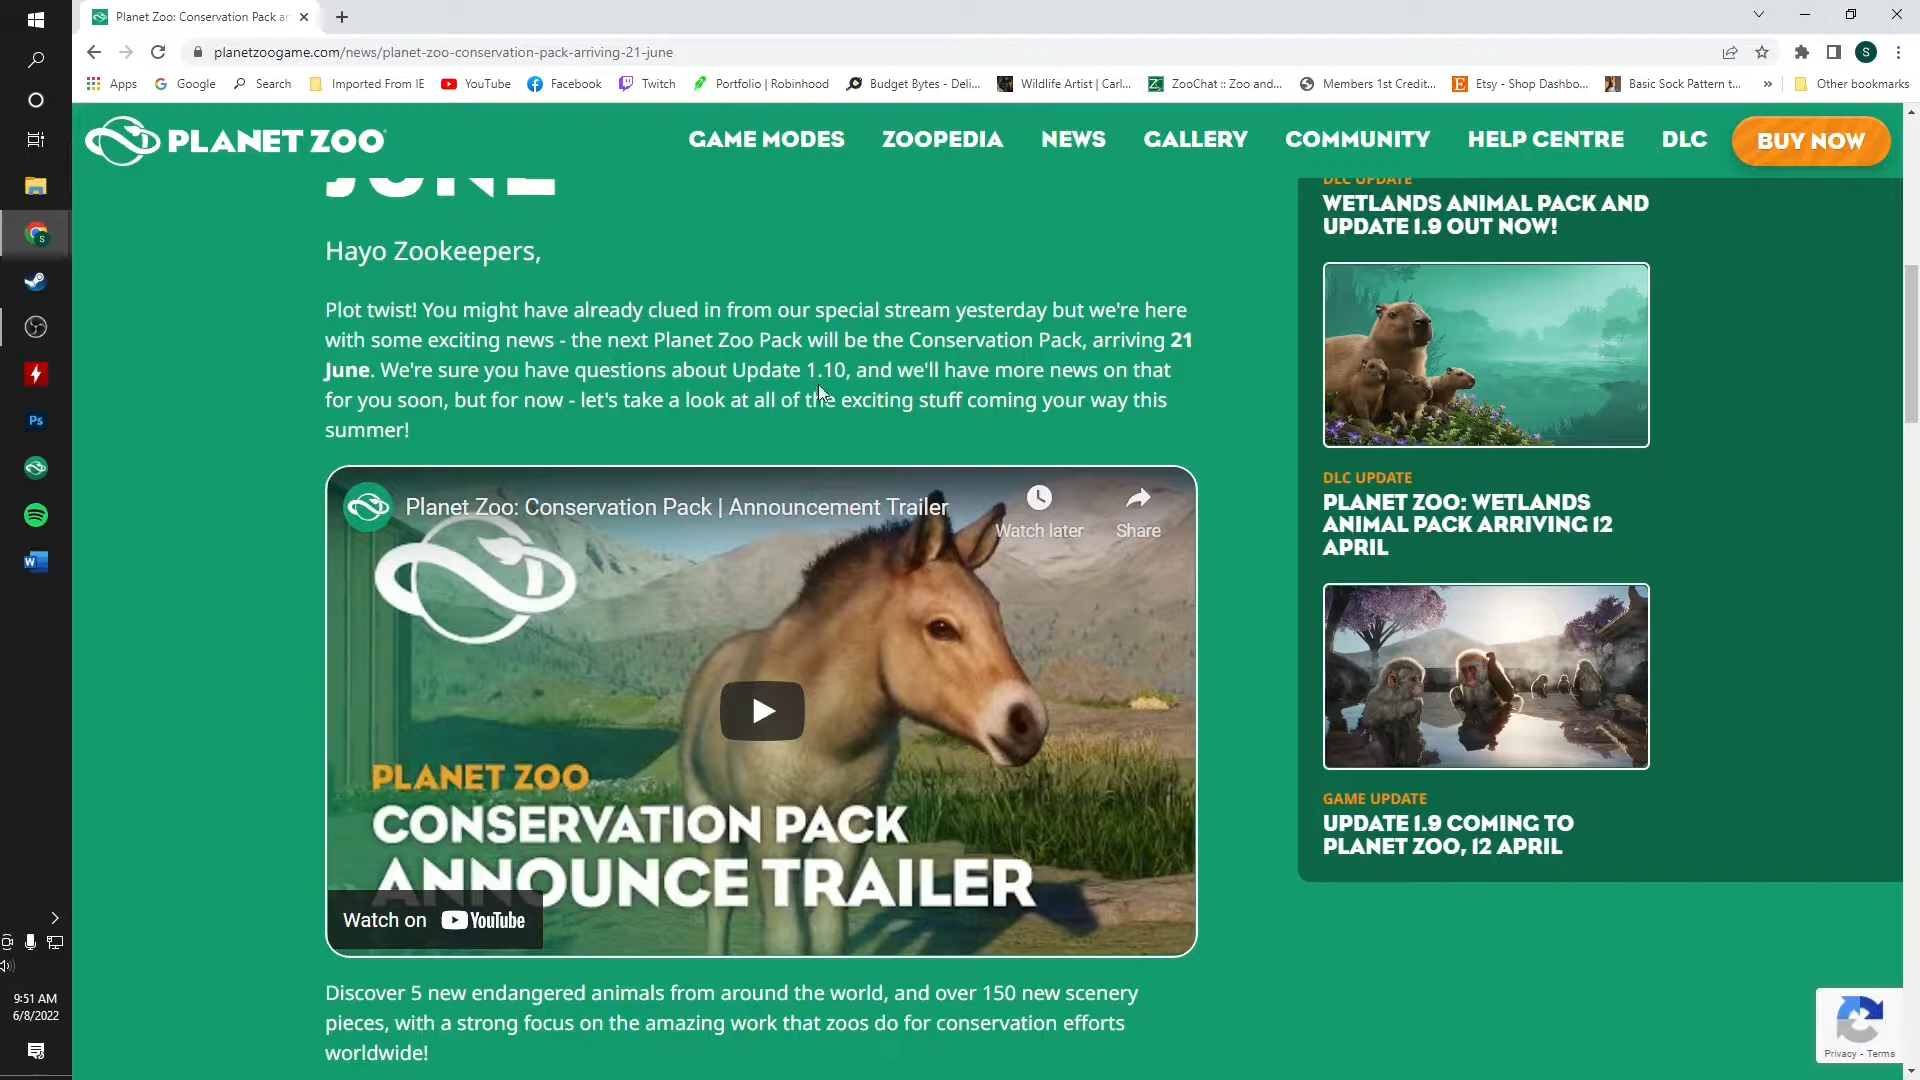 Planet Zoo: Conservation Pack ar
planetzoogame.com/news/planet-zoo-conservation-pack-arriving-21-june
S
Apps
Google
Search
Imported From IE
YouTube
Facebook
Twitch
Portfolio | Robinhood
Budget Bytes - Deli...
Wildlife Artist | Carl...
ZooChat :: Zoo and...
Members 1st Credit...
Etsy - Shop Dashbo...
Basic Sock Pattern t...
»
Other bookmarks
PLANET ZOO
GAME MODES
ZOOPEDIA
NEWS
GALLERY
COMMUNITY
HELP CENTRE
DLC
BUY NOW
JUNE
Hayo Zookeepers,
Plot twist! You might have already clued in from our special stream yesterday but we're here
with some exciting news - the next Planet Zoo Pack will be the Conservation Pack, arriving 21
June. We're sure you have questions about Update 1.10, and we'll have more news on that
for you soon, but for now - let's take a look at all of the exciting stuff coming your way this
summer!
Planet Zoo: Conservation Pack | Announcement Trailer
Watch later
Share
PLANET ZOO
CONSERVATION PACK
ANNOUNCE TRAILER
Watch on YouTube
Discover 5 new endangered animals from around the world, and over 150 new scenery
pieces, with a strong focus on the amazing work that zoos do for conservation efforts
worldwide!
DLC UPDATE
WETLANDS ANIMAL PACK AND
UPDATE 1.9 OUT NOW!
DLC UPDATE
PLANET ZOO: WETLANDS
ANIMAL PACK ARRIVING 12
APRIL
GAME UPDATE
UPDATE 1.9 COMING TO
PLANET ZOO, 12 APRIL
Privacy - Terms
S
Ps
W
9:51 AM
6/8/2022